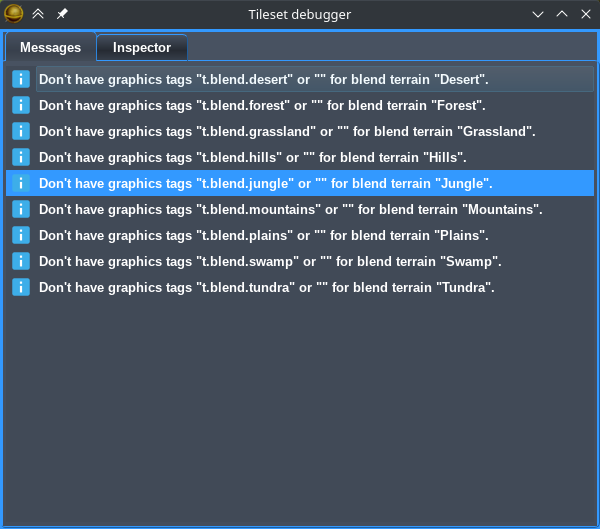 Tileset debugger
Messages Inspector
Don't have graphics tags "t.blend.desert" or "" for blend terrain "Desert".
Don't have graphics tags "t.blend.forest" or "" for blend terrain "Forest".
Don't have graphics tags "t.blend.grassland" or "" for blend terrain "Grassland".
Don't have graphics tags "t.blend.hills" or "" for blend terrain "Hills".
Don't have graphics tags "t.blend.jungle" or "" for blend terrain "Jungle".
Don't have graphics tags "t.blend.mountains" or "" for blend terrain "Mountains".
Don't have graphics tags "t.blend.plains" or "" for blend terrain "Plains".
Don't have graphics tags "t.blend.swamp" or "" for blend terrain "Swamp".
Don't have graphics tags "t.blend.tundra" or "" for blend terrain "Tundra".